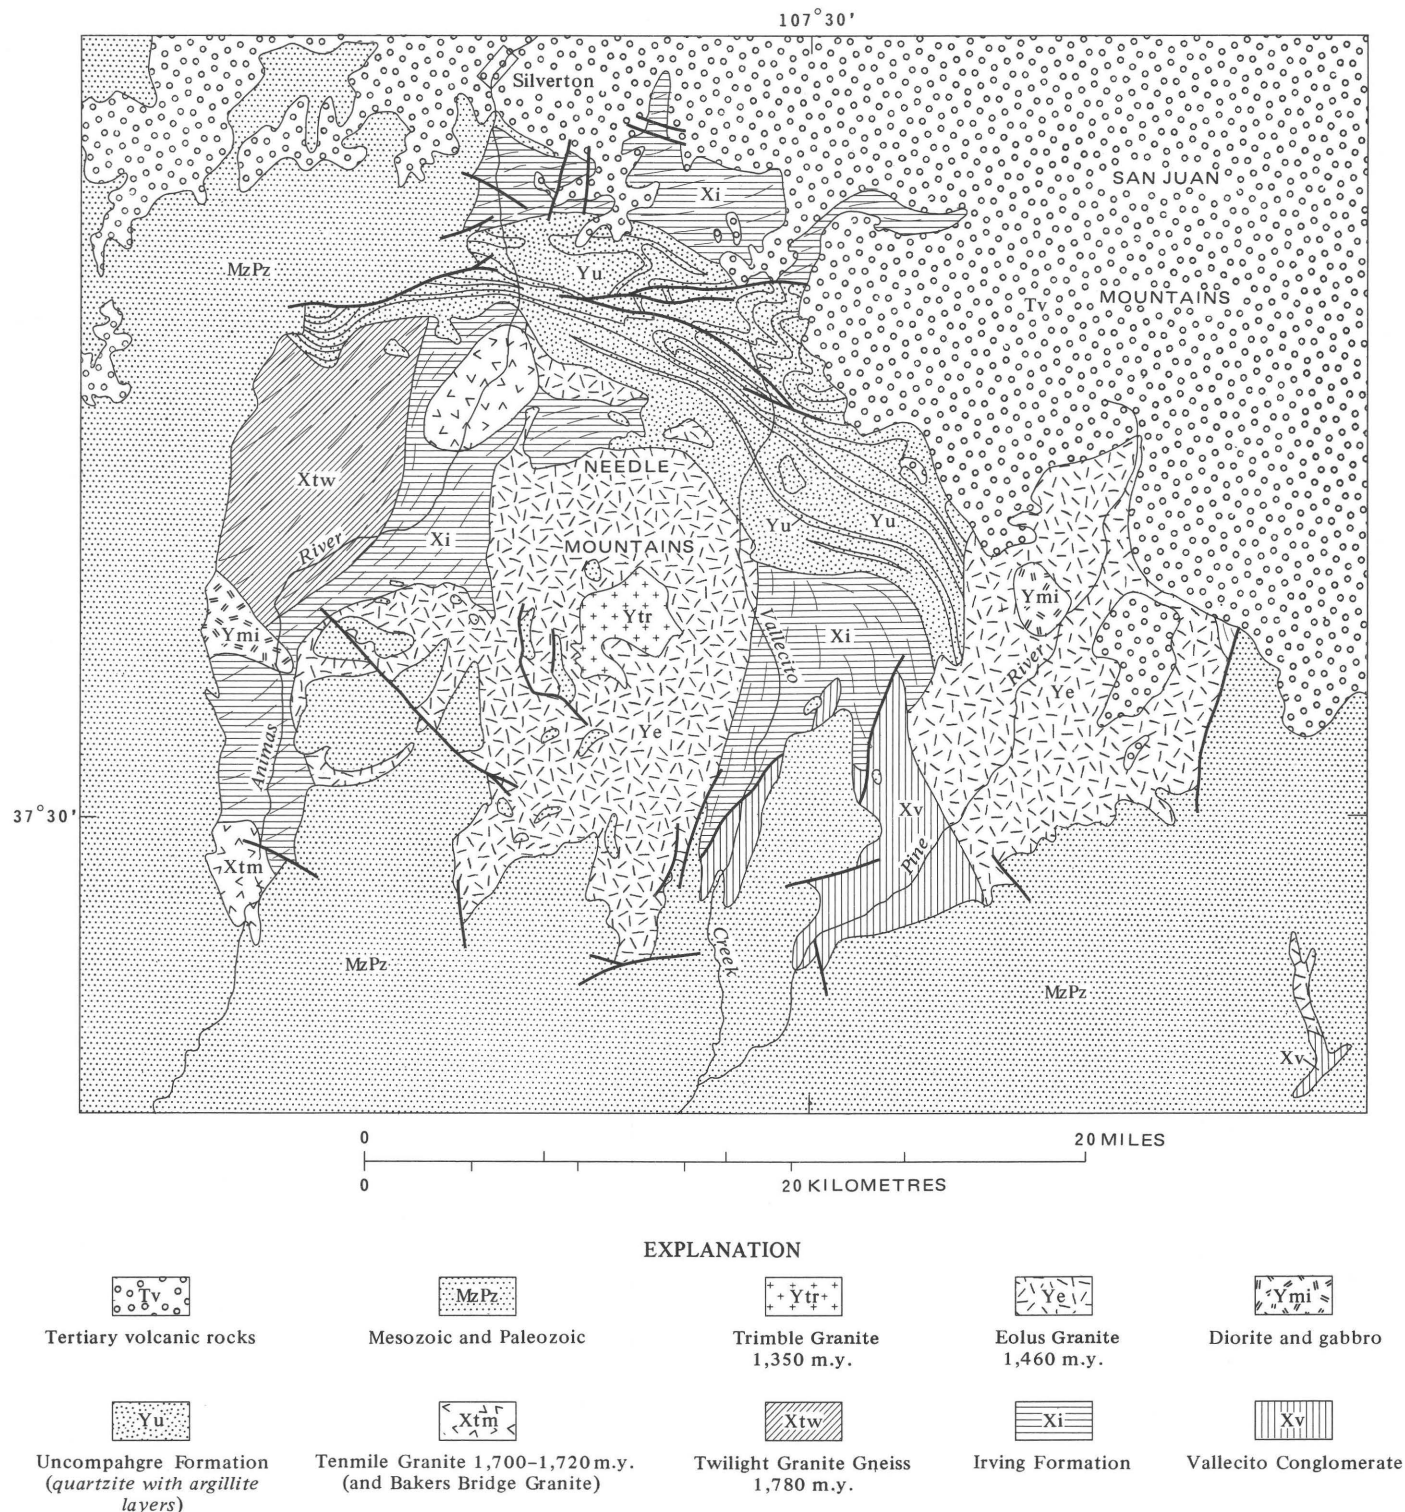 107°30'
Silverton
SAN JUAN
Xi
MzPz
Yu
MOUNTAINS
Tv
NEEDLE
Xtw
Yu
Yu
River
Xi
MOUNTAINS
Ymi
Ytr
Ymi
Vallecito
Xi
River
Ye
Ye
Animas
37°30'
Xv
Pine
Xtm
Creek
MzPz
MzPz
Xv
0 20 MILES
0 20 KILOMETRES
EXPLANATION
Tv MzPz Ytr Ye Ymi
Tertiary volcanic rocks Mesozoic and Paleozoic Trimble Granite Eolus Granite Diorite and gabbro
1,350 m.y. 1,460 m.y.
Yu Xtm Xtw Xi Xv
Uncompahgre Formation Tenmile Granite 1,700–1,720 m.y. Twilight Granite Gneiss Irving Formation Vallecito Conglomerate
(quartzite with argillite (and Bakers Bridge Granite) 1,780 m.y.
layers)